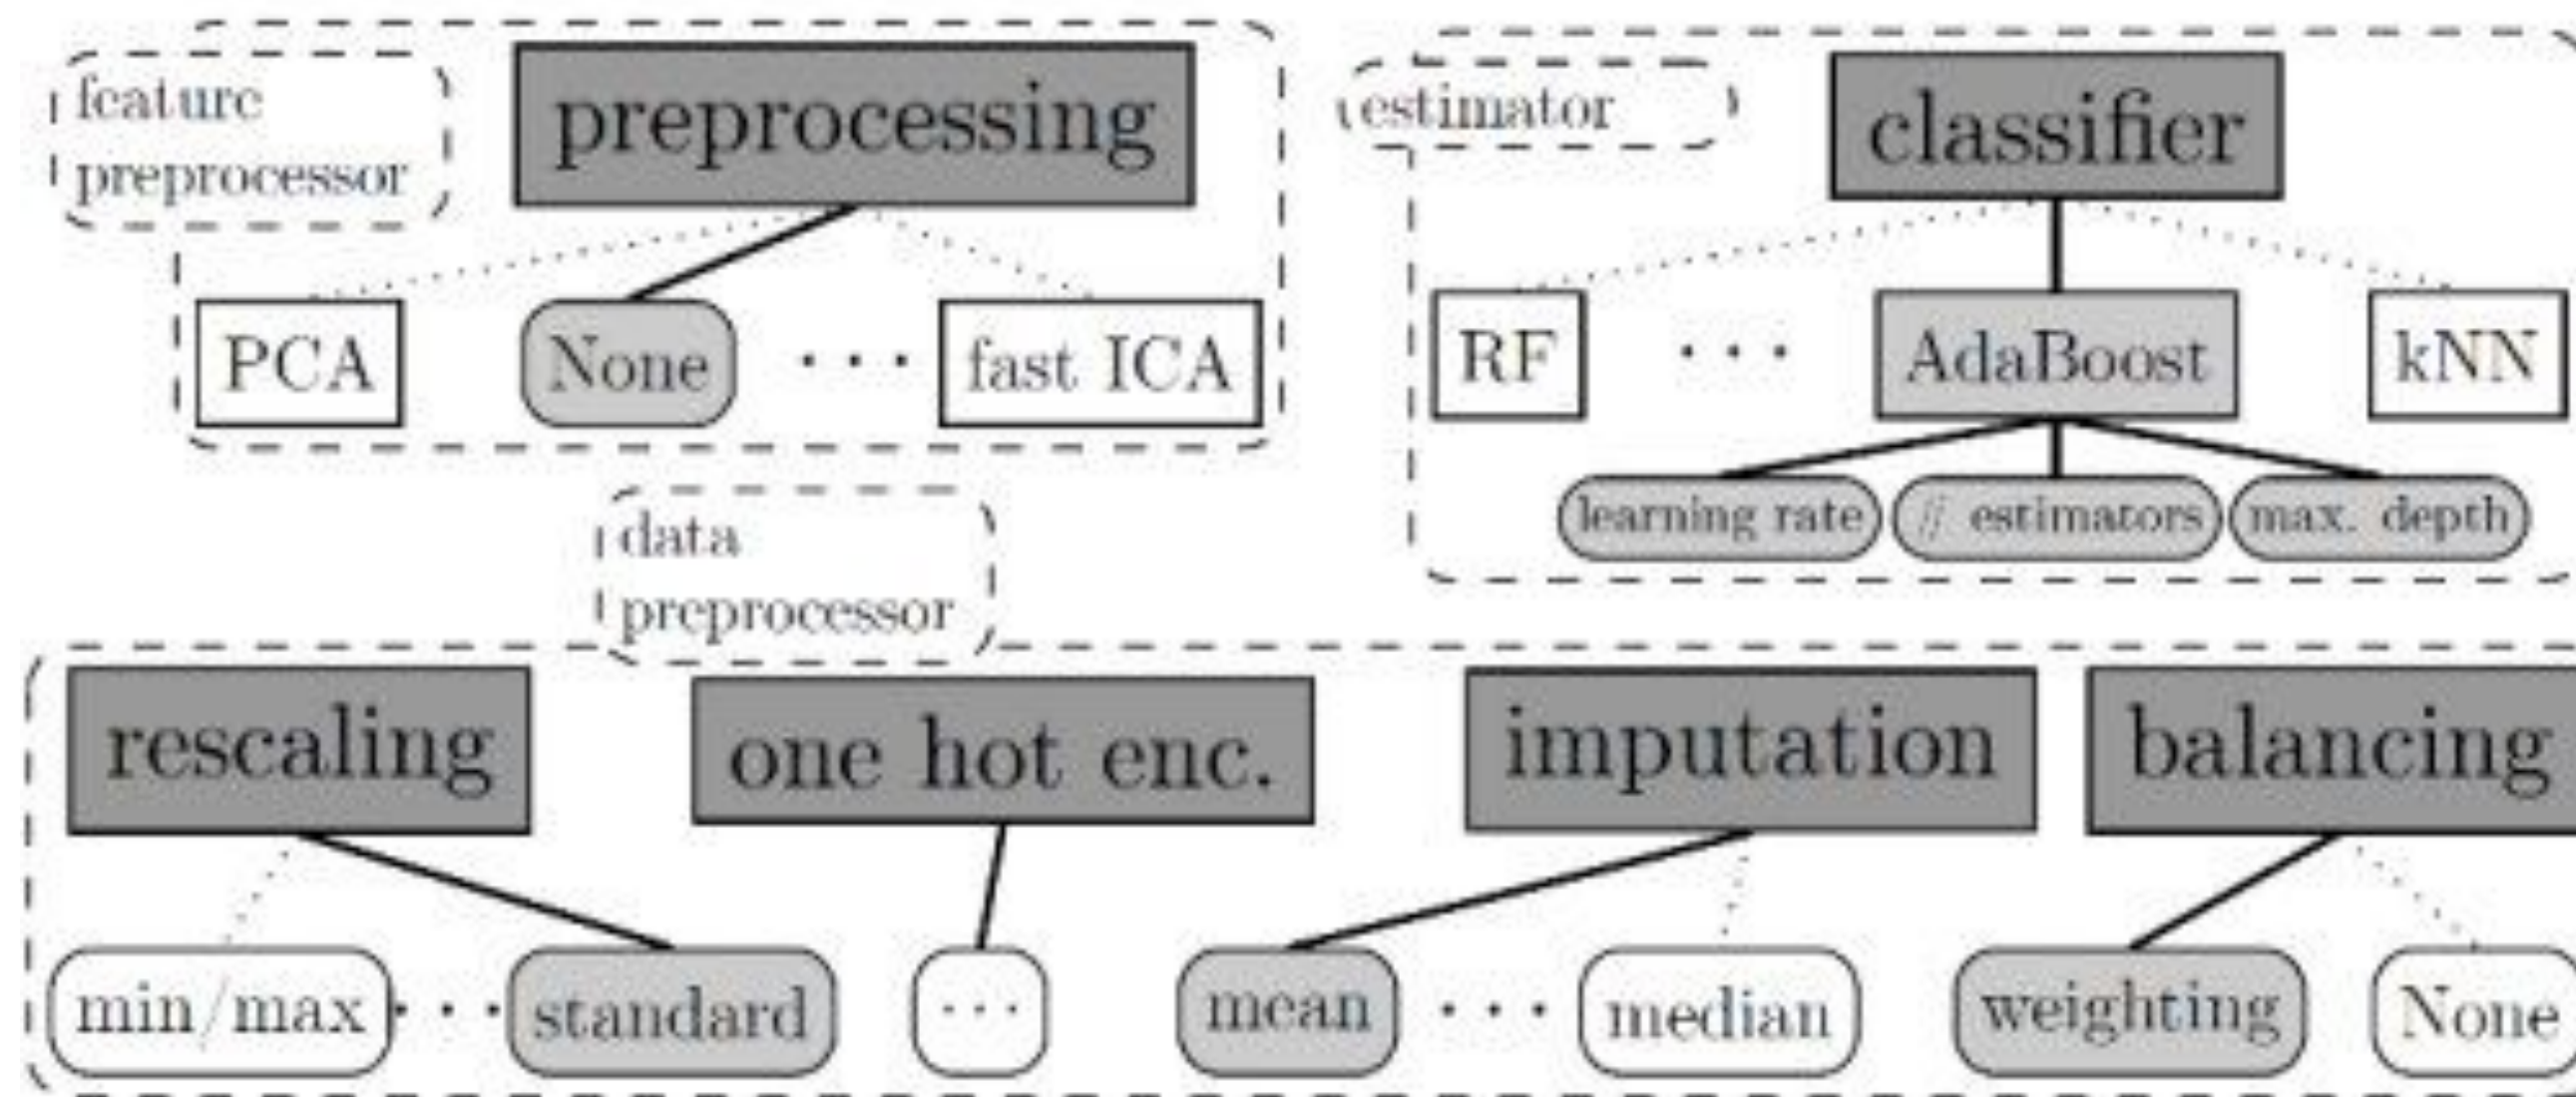 feature
preprocessor
preprocessing
PCA
None
...
fast ICA
estimator
classifier
RF
...
AdaBoost
kNN
learning rate
# estimators
max. depth
data
preprocessor
rescaling
one hot enc.
imputation
balancing
min/max
...
standard
...
mean
...
median
weighting
None